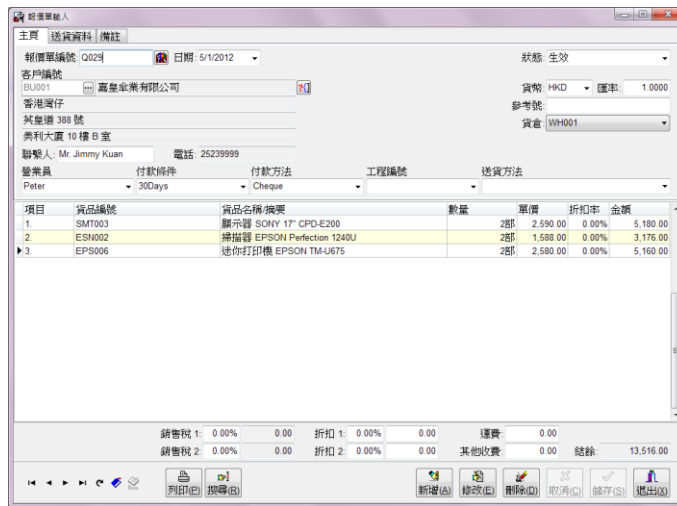 報價單輸入
主頁 送貨資料 備註
報價單編號: Q029 日期: 5/1/2012 狀態: 生效
客戶編號
BU001 嘉皇傘業有限公司 貨幣: HKD 匯率: 1.0000
香港灣仔 參考號:
英皇道 388 號 貨倉: WH001
美利大廈 10 樓 B 室
聯繫人: Mr. Jimmy Kuan 電話: 25239999
營業員 付款條件 付款方法 工程編號 送貨方法
Peter 30Days Cheque
項目 貨品編號 貨品名稱/摘要 數量 單價 折扣率 金額
1. SMT003 顯示器 SONY 17" CPD-E200 2部 2,590.00 0.00% 5,180.00
2. ESN002 掃描器 EPSON Perfection 1240U 2部 1,588.00 0.00% 3,176.00
3. EPS006 迷你打印機 EPSON TM-U675 2部 2,580.00 0.00% 5,160.00
銷售稅 1: 0.00% 0.00 折扣 1: 0.00% 0.00 運費: 0.00
銷售稅 2: 0.00% 0.00 折扣 2: 0.00% 0.00 其他收費: 0.00 結餘: 13,516.00
列印(P) 搜尋(R) 新增(A) 修改(E) 刪除(D) 取消(C) 儲存(S) 退出(X)